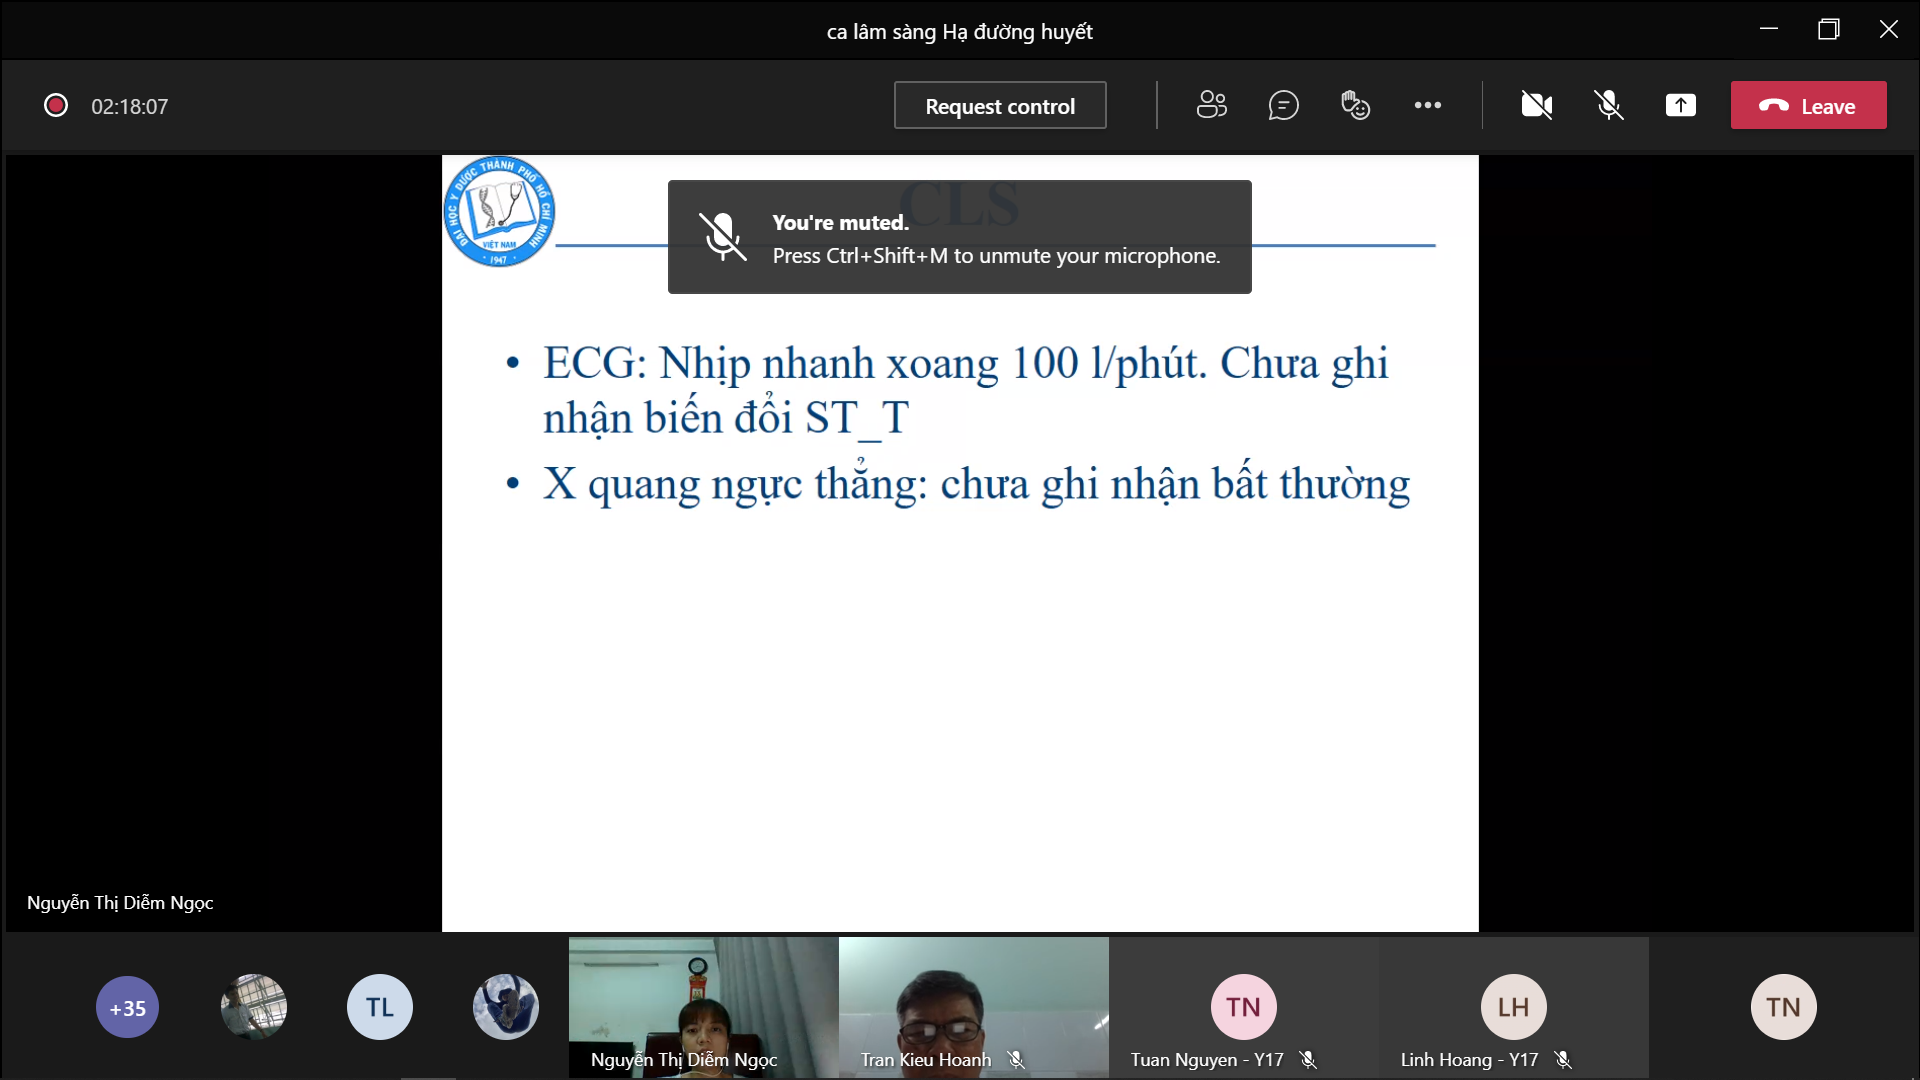 ca lâm sàng Hạ đường huyết
02:18:07
Request control
Leave
ĐẠI HỌC Y DƯỢC THÀNH PHỐ HỒ CHÍ MINH
VIỆT NAM
1947
CLS
You're muted.
Press Ctrl+Shift+M to unmute your microphone.
• ECG: Nhịp nhanh xoang 100 l/phút. Chưa ghi
nhận biến đổi ST_T
• X quang ngực thẳng: chưa ghi nhận bất thường
Nguyễn Thị Diễm Ngọc
+35
TL
Nguyễn Thị Diễm Ngọc
Tran Kieu Hoanh
TN
Tuan Nguyen - Y17
LH
Linh Hoang - Y17
TN